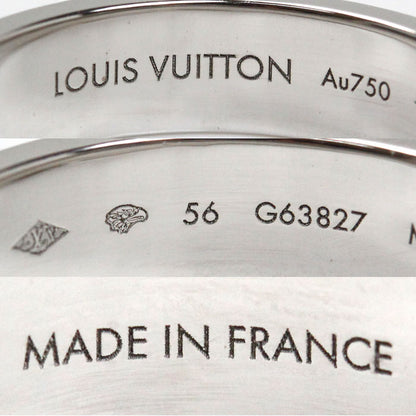 LOUIS VUITTON Au750
56 G63827 M
MADE IN FRANCE